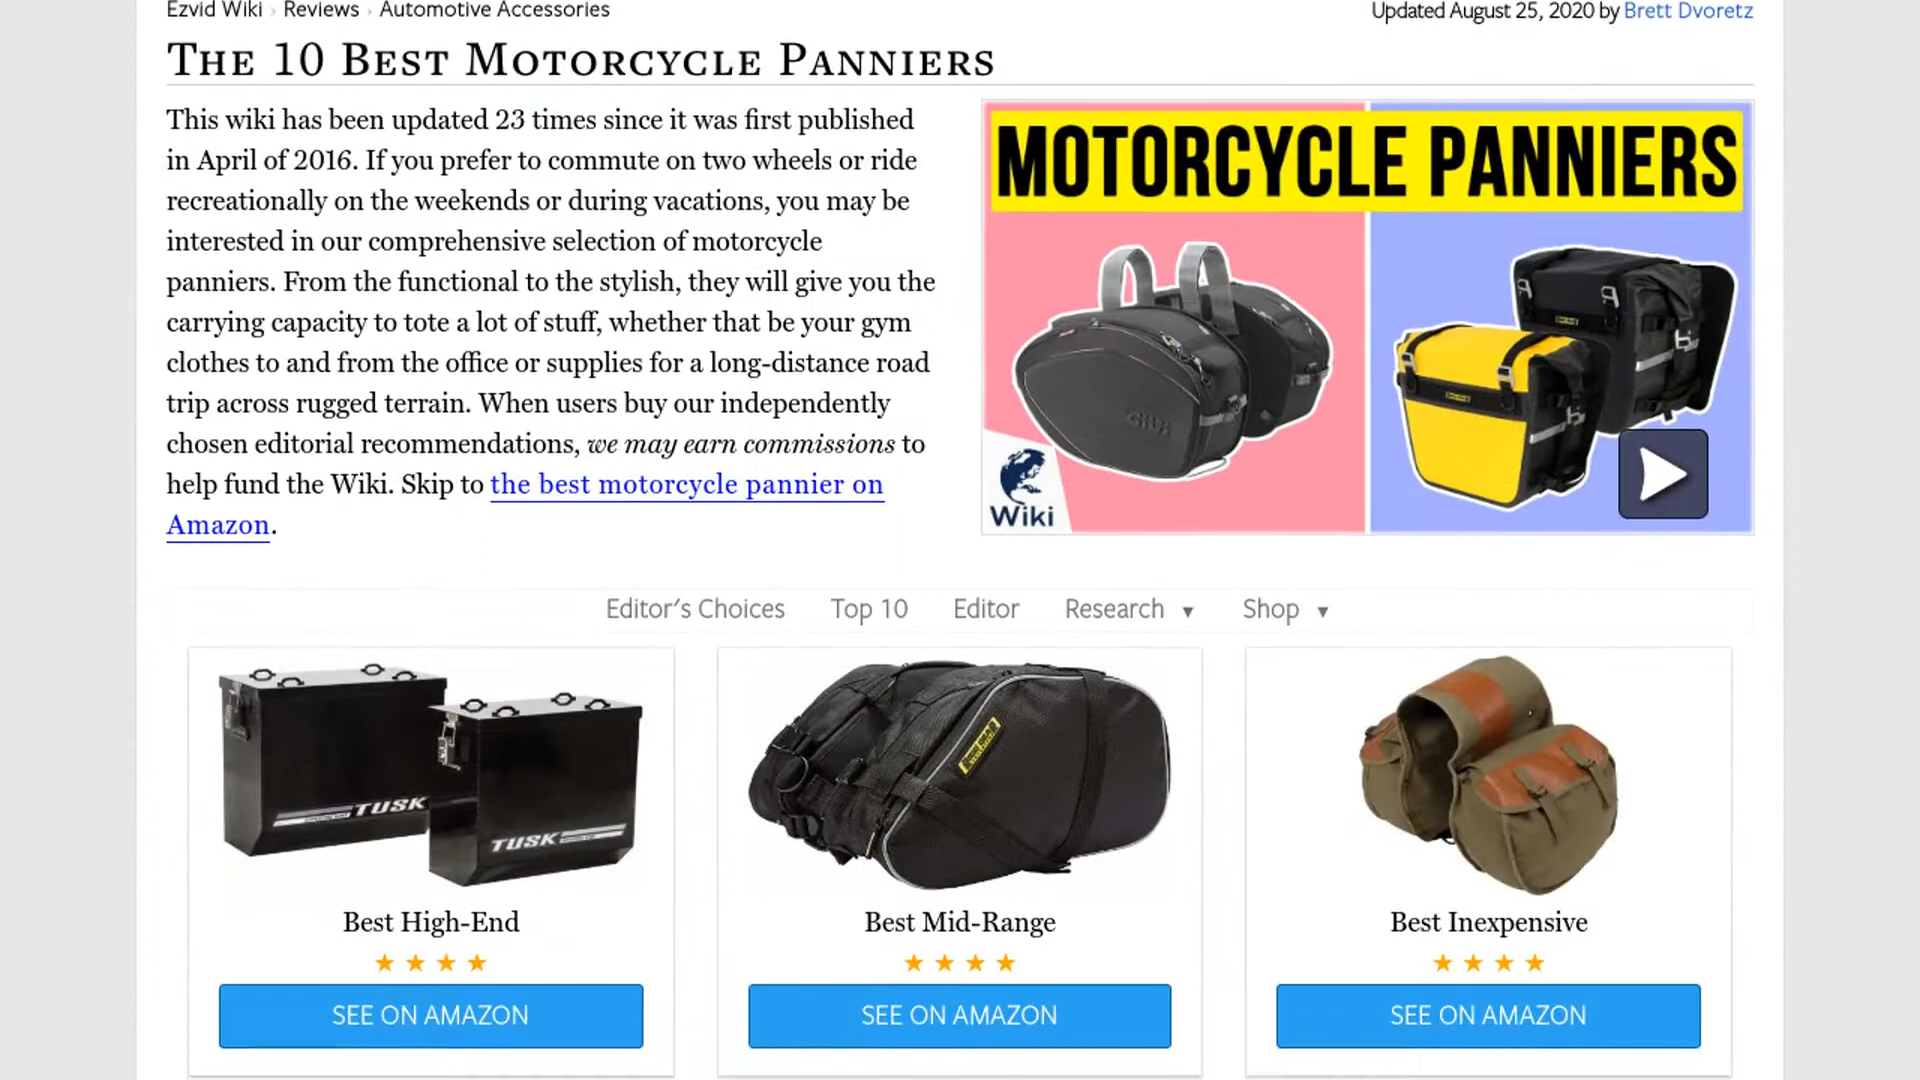 Ezvid Wiki › Reviews › Automotive Accessories
Updated August 25, 2020 by Brett Dvoretz
The 10 Best Motorcycle Panniers
This wiki has been updated 23 times since it was first published
in April of 2016. If you prefer to commute on two wheels or ride
recreationally on the weekends or during vacations, you may be
interested in our comprehensive selection of motorcycle
panniers. From the functional to the stylish, they will give you the
carrying capacity to tote a lot of stuff, whether that be your gym
clothes to and from the office or supplies for a long-distance road
trip across rugged terrain. When users buy our independently
chosen editorial recommendations, we may earn commissions to
help fund the Wiki. Skip to the best motorcycle pannier on
Amazon.
MOTORCYCLE PANNIERS
GIVI
Wiki
Editor's Choices Top 10 Editor Research ▼ Shop ▼
TUSK
TUSK
Best High-End
★ ★ ★ ★
SEE ON AMAZON
Best Mid-Range
★ ★ ★ ★
SEE ON AMAZON
Best Inexpensive
★ ★ ★ ★
SEE ON AMAZON